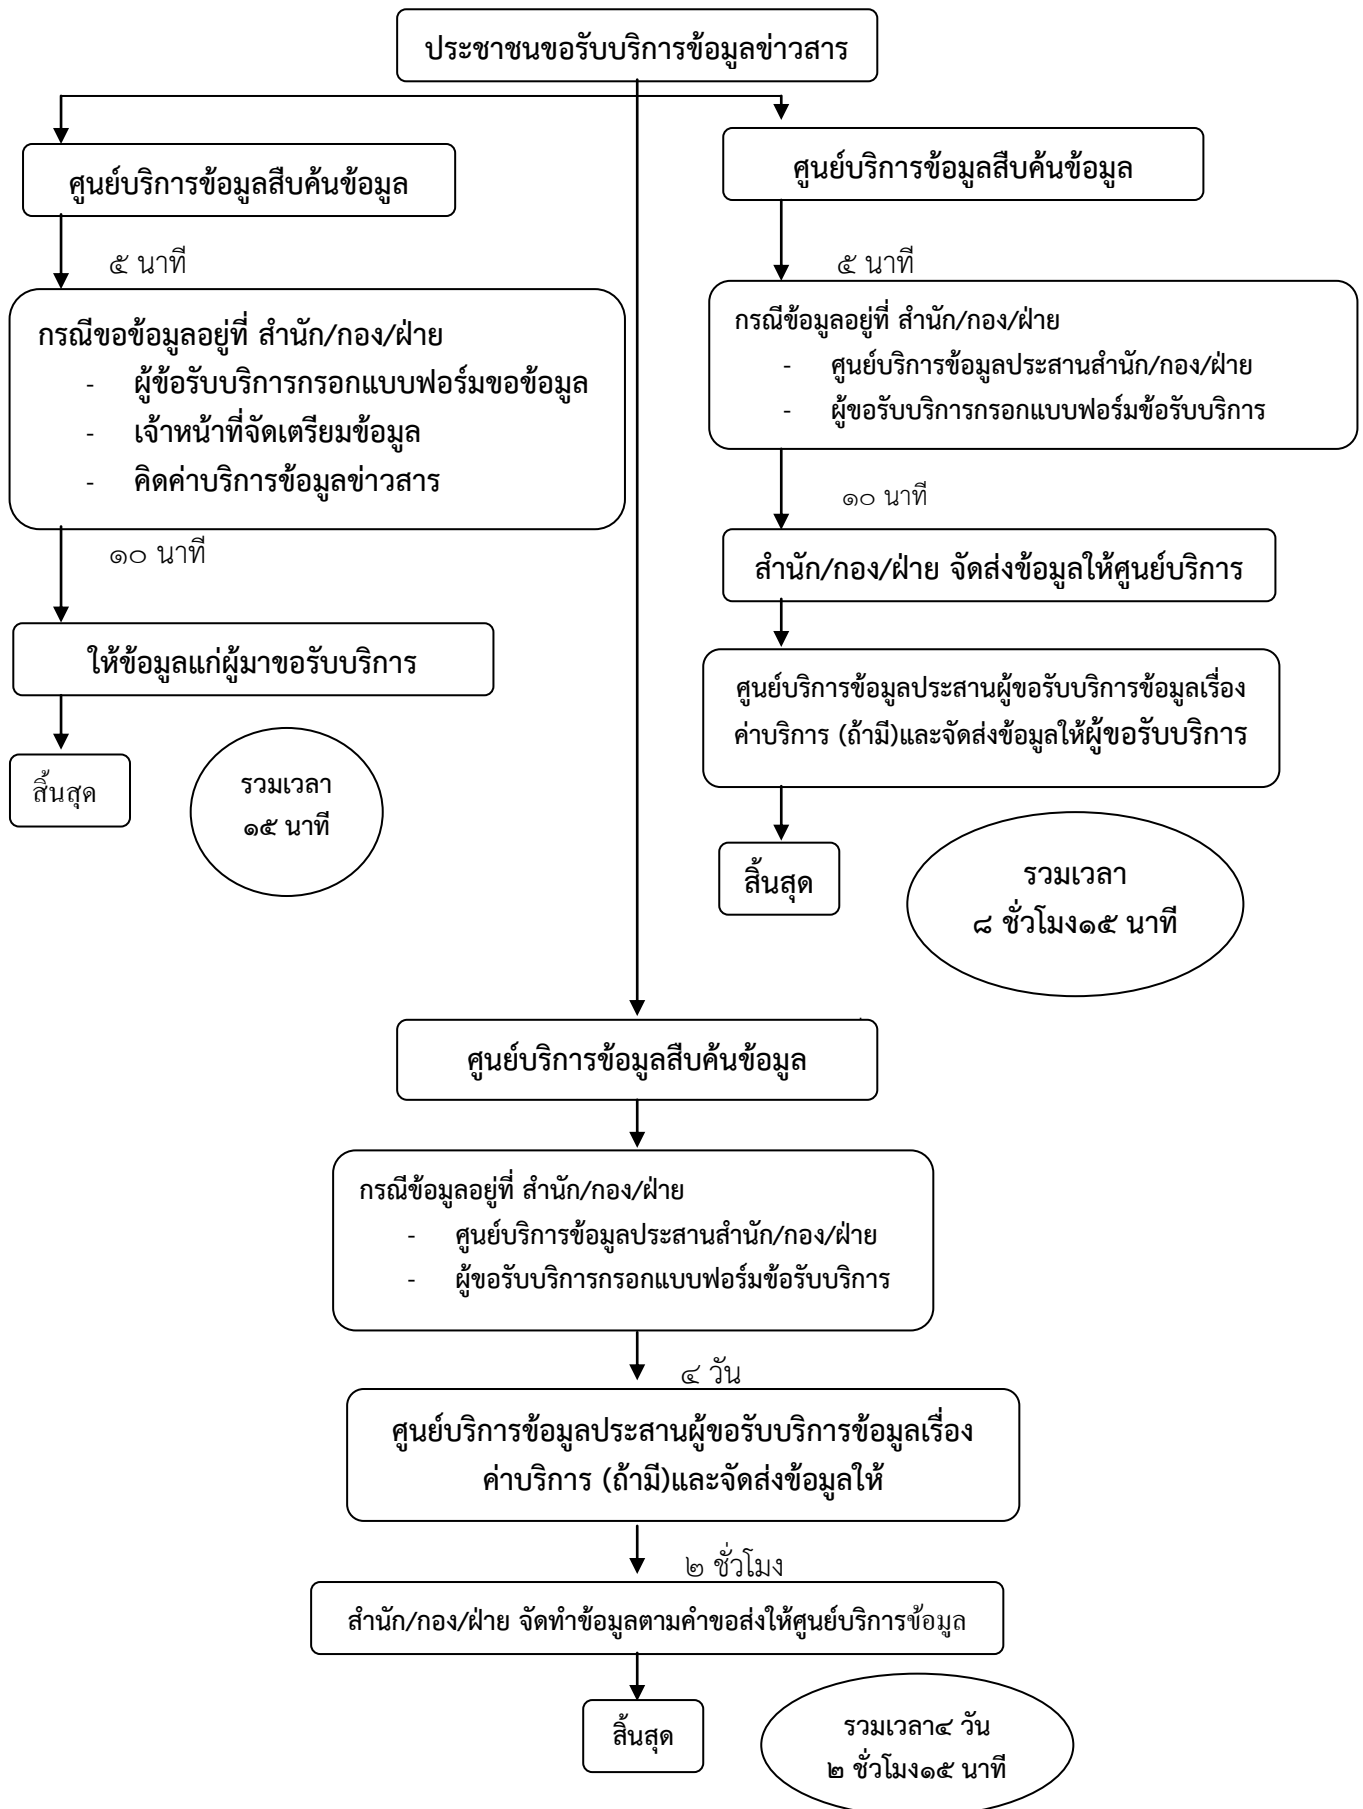 ประชาชนขอรับบริการข้อมูลข่าวสาร
ศูนย์บริการข้อมูลสืบค้นข้อมูล
๕ นาที
กรณีขอข้อมูลอยู่ที่ สำนัก/กอง/ฝ่าย
- ผู้ข้อรับบริการกรอกแบบฟอร์มขอข้อมูล
- เจ้าหน้าที่จัดเตรียมข้อมูล
- คิดค่าบริการข้อมูลข่าวสาร
๑๐ นาที
ให้ข้อมูลแก่ผู้มาขอรับบริการ
สิ้นสุด
รวมเวลา
๑๕ นาที
ศูนย์บริการข้อมูลสืบค้นข้อมูล
๕ นาที
กรณีข้อมูลอยู่ที่ สำนัก/กอง/ฝ่าย
- ศูนย์บริการข้อมูลประสานสำนัก/กอง/ฝ่าย
- ผู้ขอรับบริการกรอกแบบฟอร์มข้อรับบริการ
๑๐ นาที
สำนัก/กอง/ฝ่าย จัดส่งข้อมูลให้ศูนย์บริการ
ศูนย์บริการข้อมูลประสานผู้ขอรับบริการข้อมูลเรื่อง
ค่าบริการ (ถ้ามี)และจัดส่งข้อมูลให้ผู้ขอรับบริการ
สิ้นสุด
รวมเวลา
๘ ชั่วโมง๑๕ นาที
ศูนย์บริการข้อมูลสืบค้นข้อมูล
กรณีข้อมูลอยู่ที่ สำนัก/กอง/ฝ่าย
- ศูนย์บริการข้อมูลประสานสำนัก/กอง/ฝ่าย
- ผู้ขอรับบริการกรอกแบบฟอร์มข้อรับบริการ
๔ วัน
ศูนย์บริการข้อมูลประสานผู้ขอรับบริการข้อมูลเรื่อง
ค่าบริการ (ถ้ามี)และจัดส่งข้อมูลให้
๒ ชั่วโมง
สำนัก/กอง/ฝ่าย จัดทำข้อมูลตามคำขอส่งให้ศูนย์บริการข้อมูล
สิ้นสุด
รวมเวลา๔ วัน
๒ ชั่วโมง๑๕ นาที